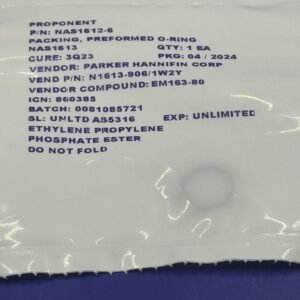 PROPONENT
P/N: NAS1612-6
PACKING, PREFORMED O-RING
NAS1613 QTY: 1 EA
CURE: 3Q23 PKG: 04 / 2024
VENDOR: PARKER HANNIFIN CORP
VEND P/N: N1613-906/1W2Y
VENDOR COMPOUND: EM163-80
ICN: 860385
BATCH: 0081085721
SL: UNLTD AS5316 EXP: UNLIMITED
ETHYLENE PROPYLENE
PHOSPHATE ESTER
DO NOT FOLD